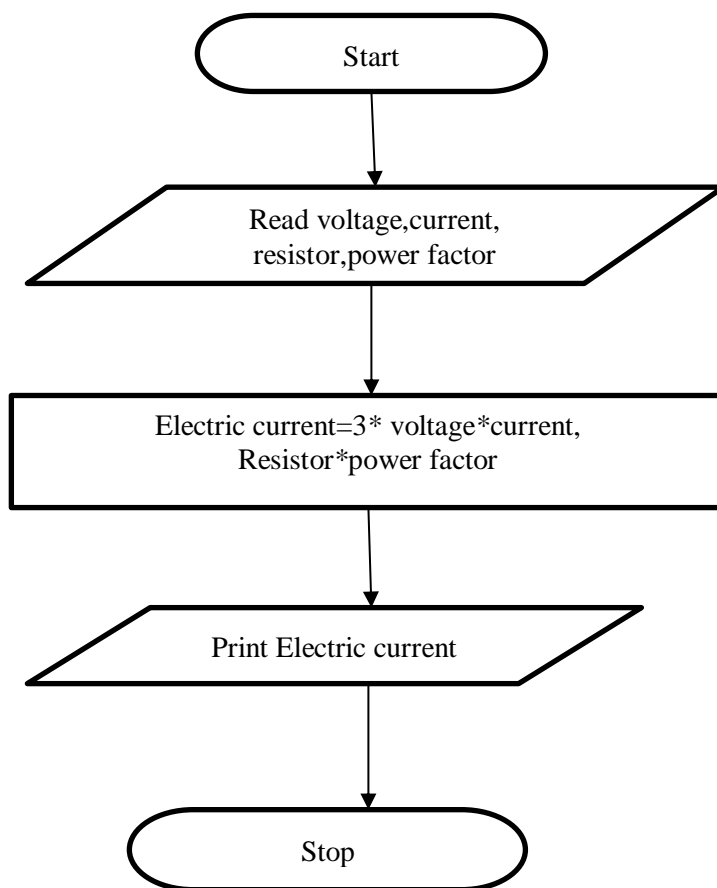 Start
Read voltage,current,
resistor,power factor
Electric current=3* voltage*current,
Resistor*power factor
Print Electric current
Stop